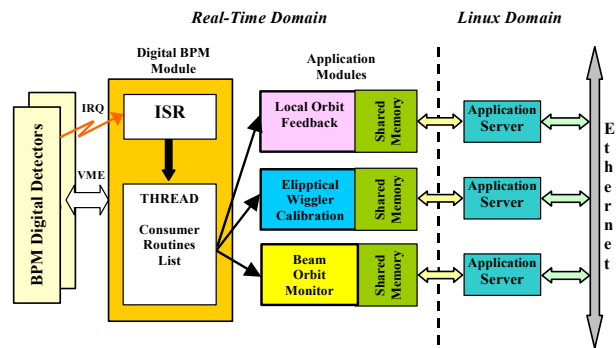 Real-Time Domain
Linux Domain
Digital BPM
Module
Application
Modules
BPM Digital Detectors
IRQ
VME
ISR
THREAD
Consumer
Routines
List
Local Orbit
Feedback
Shared
Memory
Application
Server
Elipptical
Wiggler
Calibration
Shared
Memory
Application
Server
Beam
Orbit
Monitor
Shared
Memory
Application
Server
Ethernet